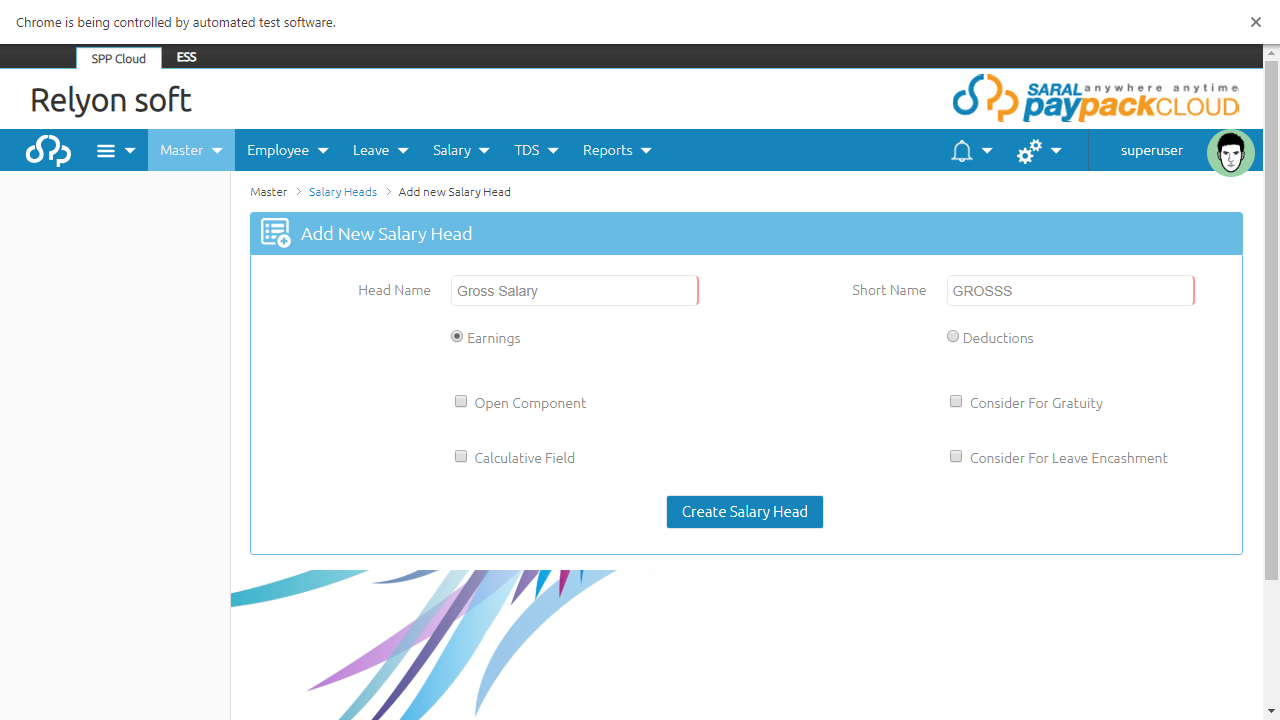 Chrome is being controlled by automated test software.
SPP Cloud ESS
Relyon soft
SARAL anywhere anytime
paypackCLOUD
Master Employee Leave Salary TDS Reports superuser
Master > Salary Heads > Add new Salary Head
Add New Salary Head
Head Name Gross Salary Short Name GROSSS
Earnings Deductions
Open Component Consider For Gratuity
Calculative Field Consider For Leave Encashment
Create Salary Head